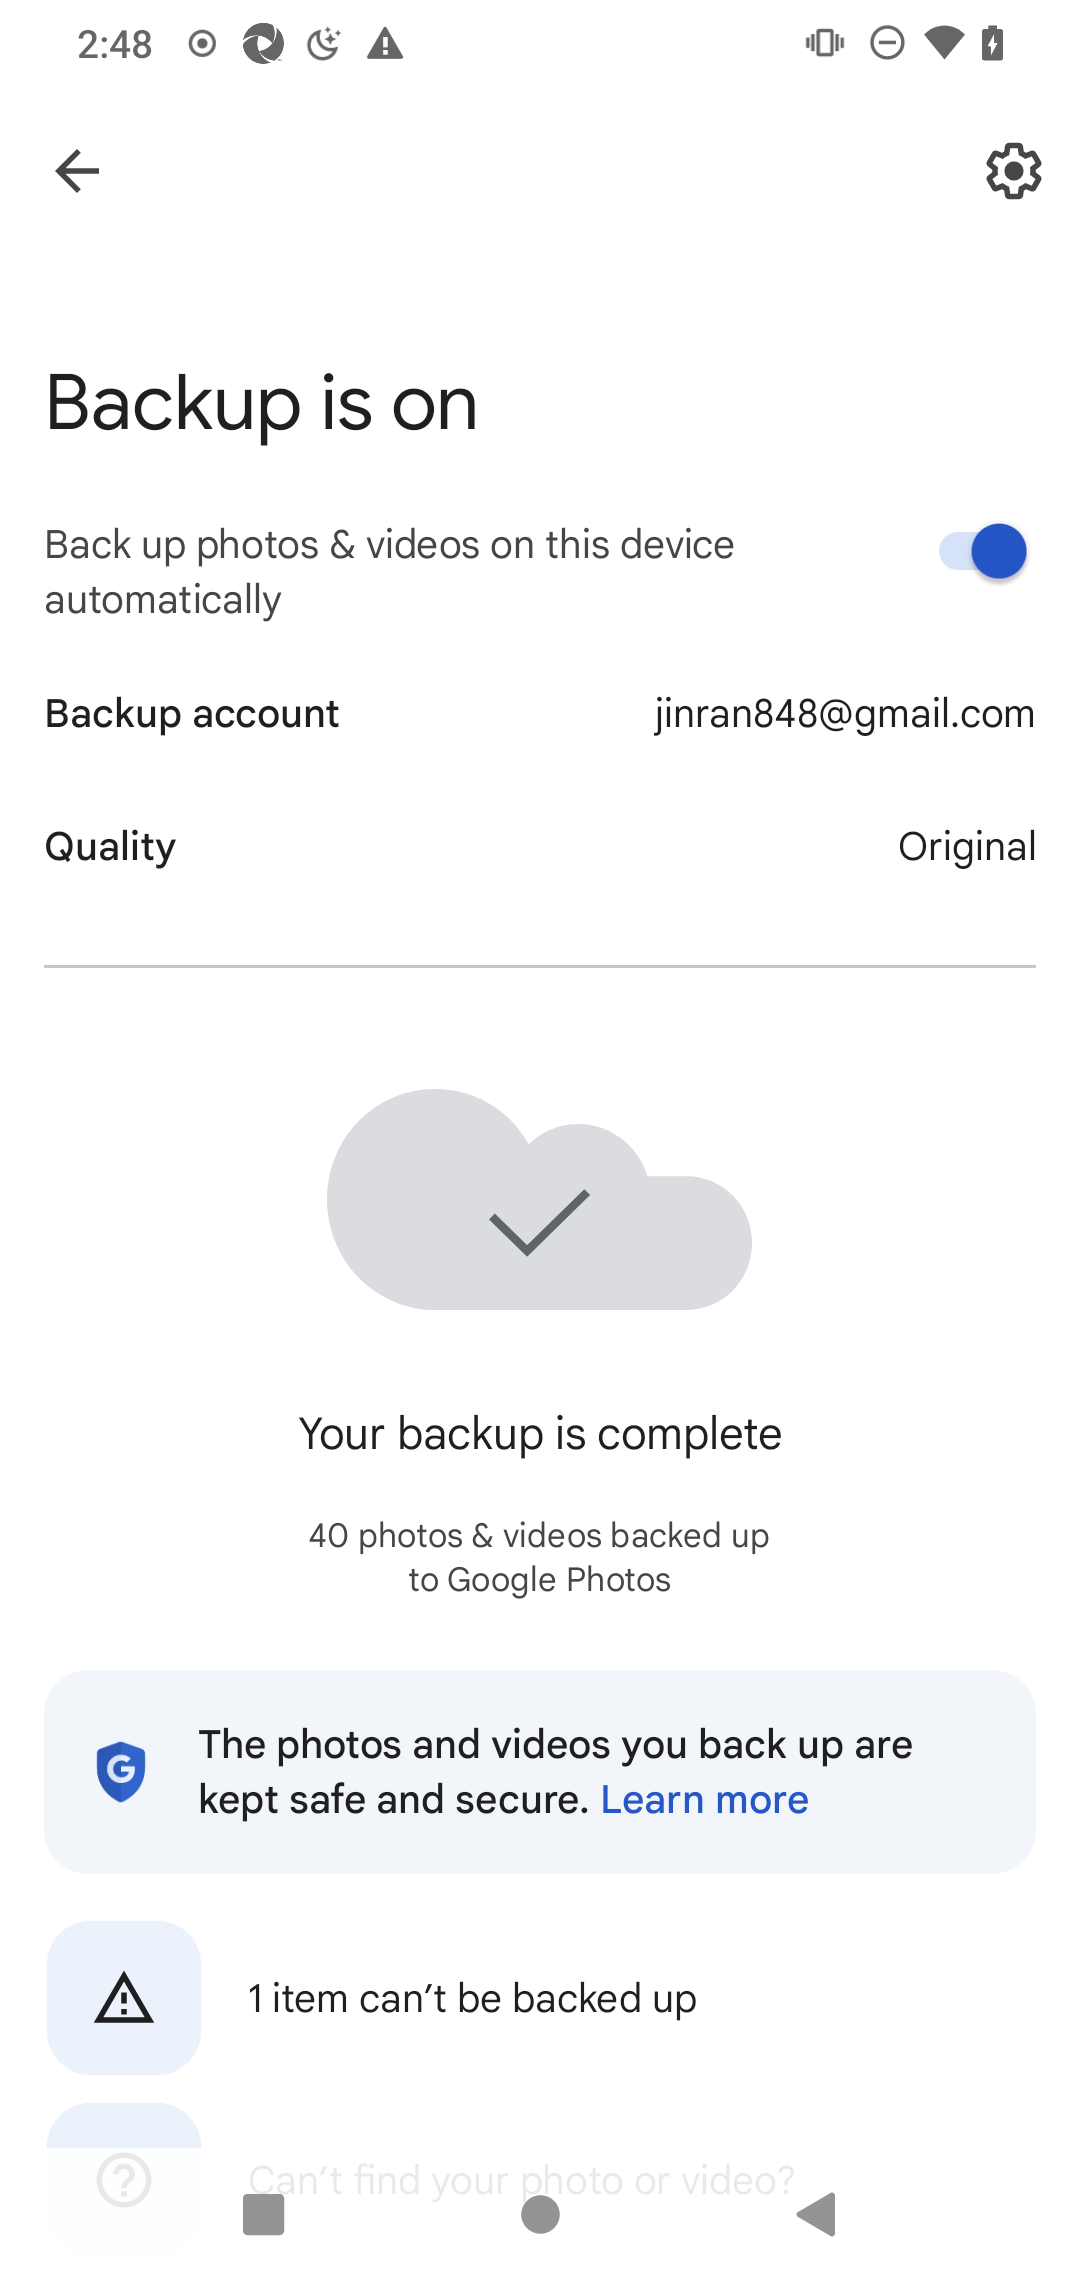 2:48
Backup is on
Back up photos & videos on this device
automatically
Backup account
jinran848@gmail.com
Quality
Original
Your backup is complete
40 photos & videos backed up
to Google Photos
The photos and videos you back up are
kept safe and secure. Learn more
1 item can’t be backed up
Can’t find your photo or video?